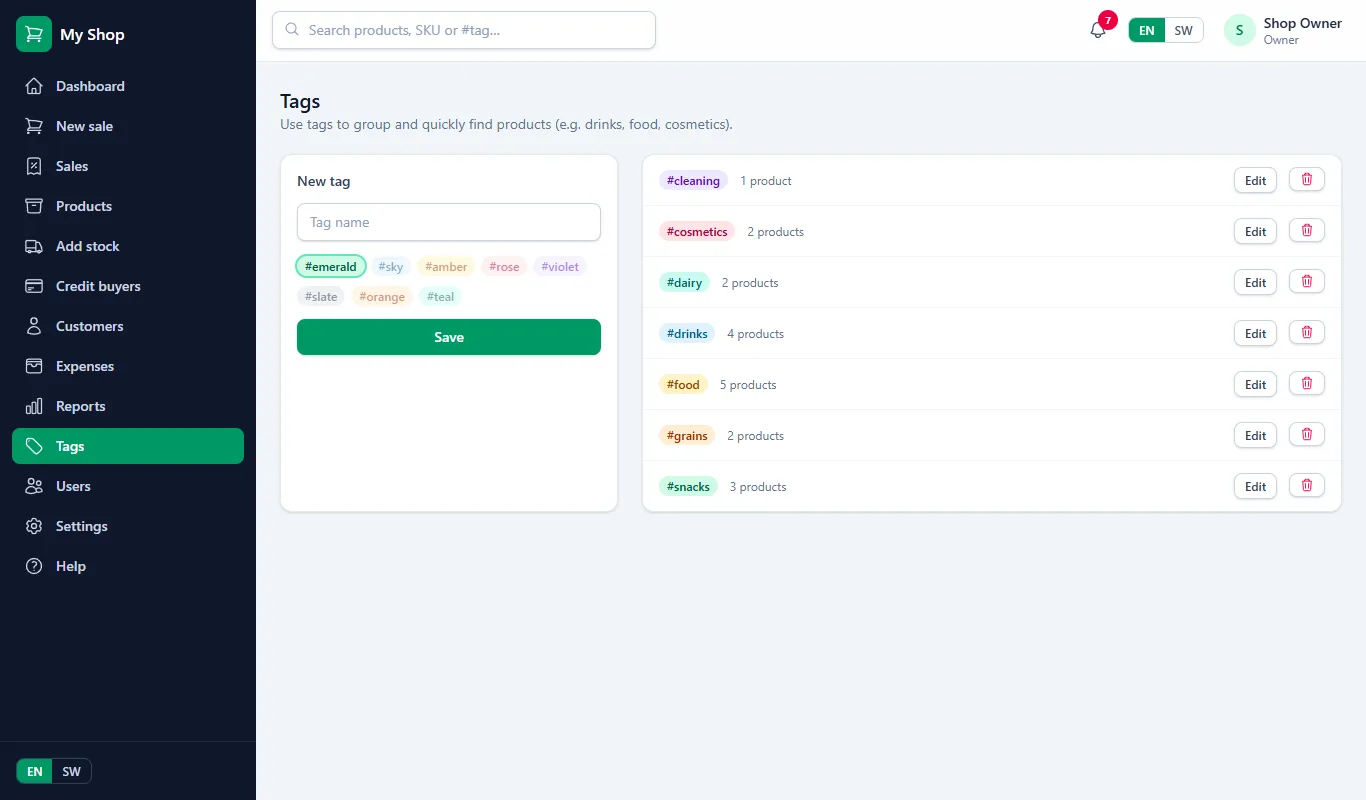 My Shop
Dashboard
New sale
Sales
Products
Add stock
Credit buyers
Customers
Expenses
Reports
Tags
Users
Settings
Help
EN SW
Search products, SKU or #tag...
7
EN SW
S
Shop Owner
Owner
Tags
Use tags to group and quickly find products (e.g. drinks, food, cosmetics).
New tag
Tag name
#emerald #sky #amber #rose #violet
#slate #orange #teal
Save
#cleaning 1 product Edit
#cosmetics 2 products Edit
#dairy 2 products Edit
#drinks 4 products Edit
#food 5 products Edit
#grains 2 products Edit
#snacks 3 products Edit